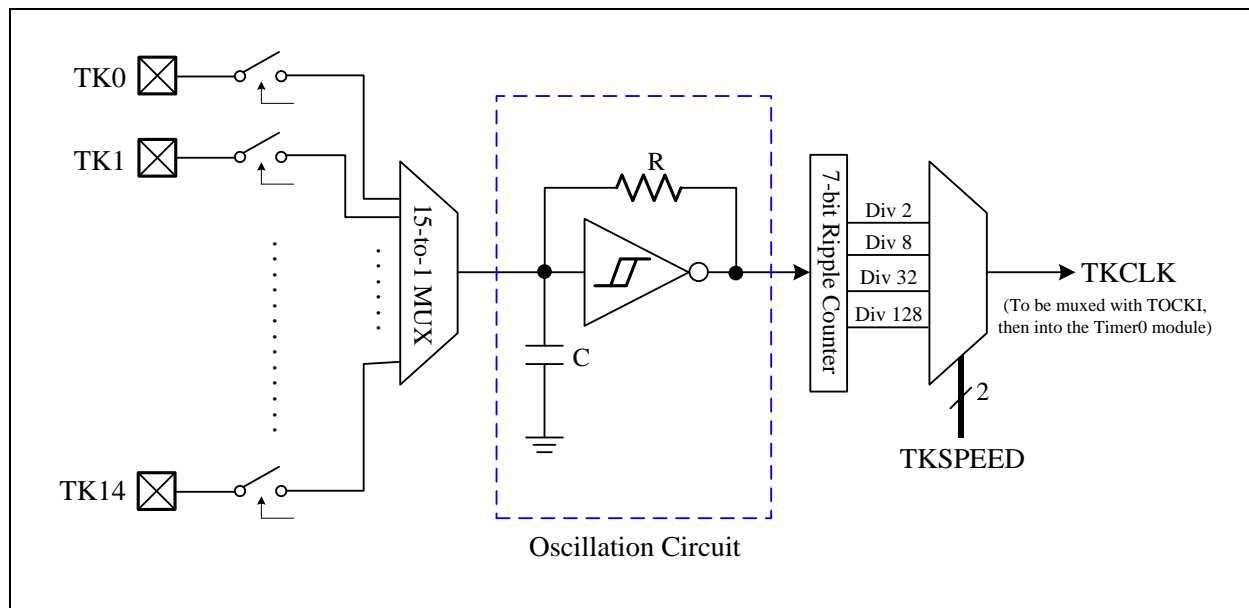 TK0
TK1
TK14
15-to-1 MUX
R
C
Oscillation Circuit
7-bit Ripple Counter
Div 2
Div 8
Div 32
Div 128
2
TKSPEED
TKCLK
(To be muxed with TOCKI,
then into the Timer0 module)